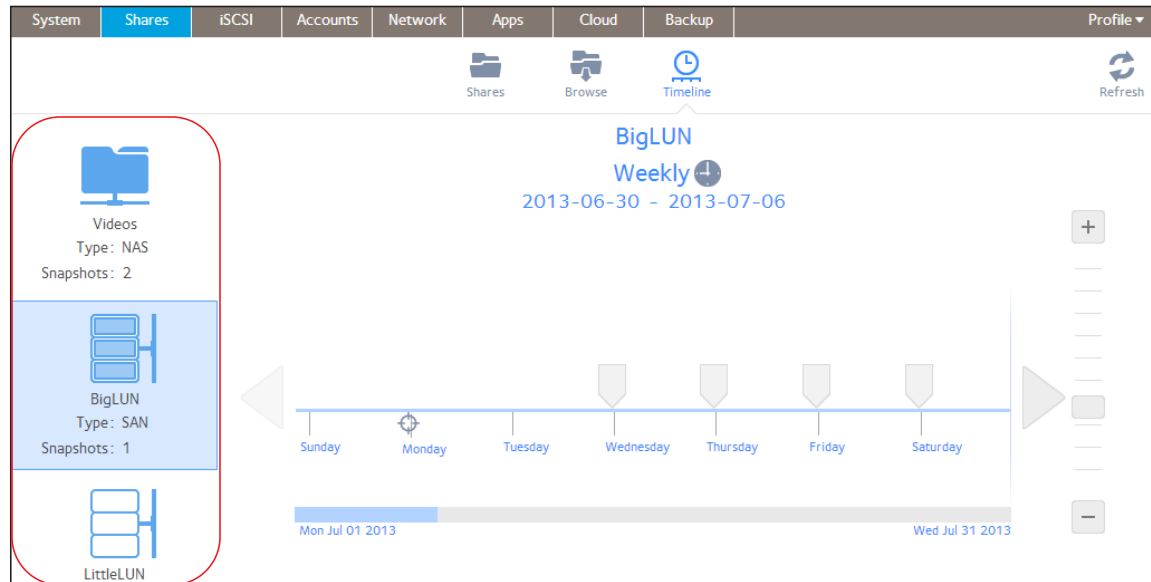 System Shares iSCSI Accounts Network Apps Cloud Backup Profile
Shares Browse Timeline Refresh
BigLUN
Weekly
2013-06-30 - 2013-07-06
Videos
Type: NAS
Snapshots: 2
BigLUN
Type: SAN
Snapshots: 1
LittleLUN
+
Sunday Monday Tuesday Wednesday Thursday Friday Saturday
Mon Jul 01 2013 Wed Jul 31 2013
-